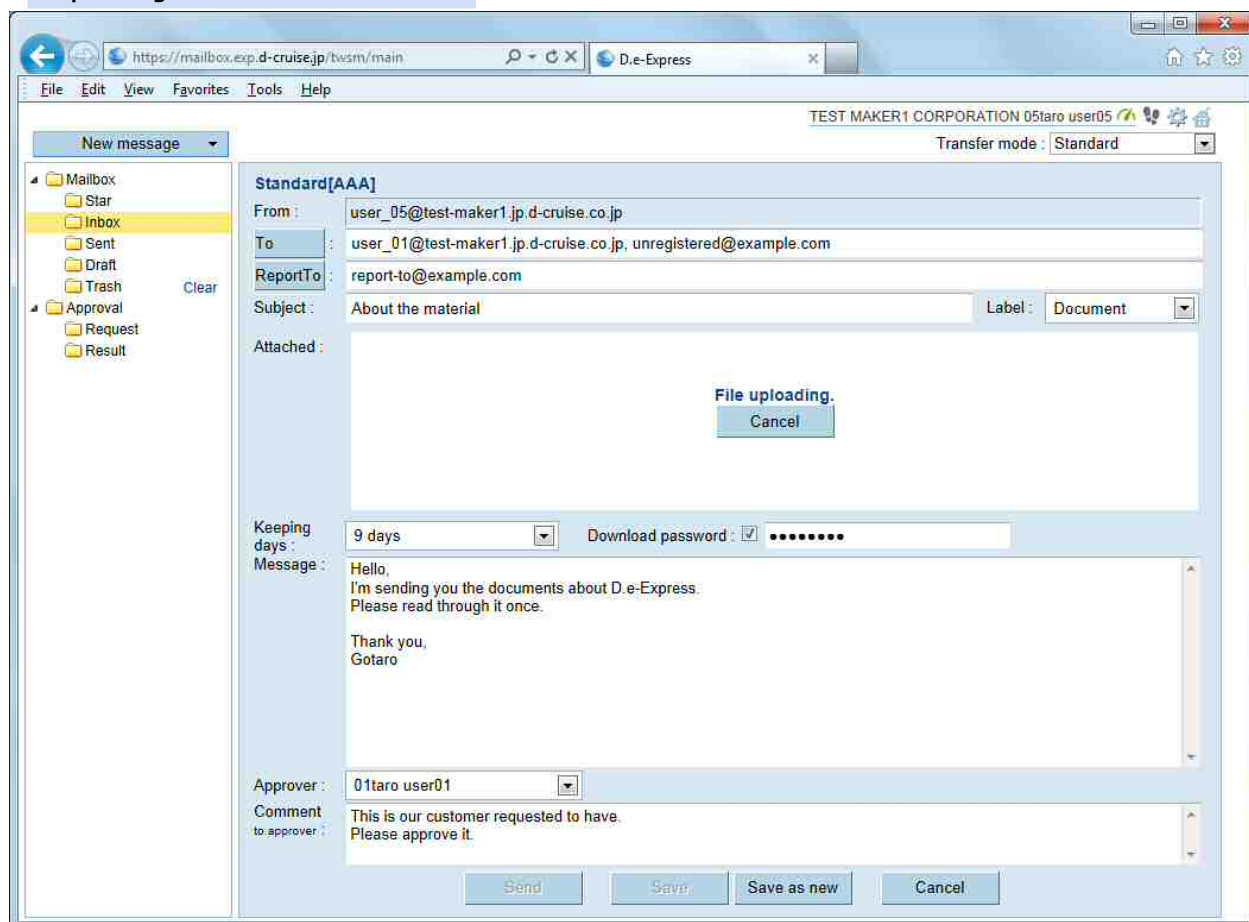 https://mailbox.exp.d-cruise.jp/twsm/main
D.e-Express
File Edit View Favorites Tools Help
TEST MAKER1 CORPORATION 05taro user05
New message
Transfer mode : Standard
Mailbox
Star
Inbox
Sent
Draft
Trash Clear
Approval
Request
Result
Standard[AAA]
From : user_05@test-maker1.jp.d-cruise.co.jp
To : user_01@test-maker1.jp.d-cruise.co.jp, unregistered@example.com
ReportTo : report-to@example.com
Subject : About the material Label : Document
Attached :
File uploading.
Cancel
Keeping
days : 9 days Download password : ●●●●●●●●
Message :
Hello,
I'm sending you the documents about D.e-Express.
Please read through it once.
Thank you,
Gotaro
Approver : 01taro user01
Comment
to approver :
This is our customer requested to have.
Please approve it.
Send Save Save as new Cancel